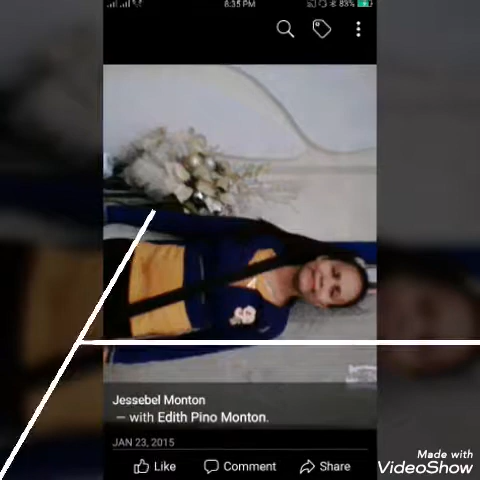 8:35 PM
83%
Jessebel Monton
— with Edith Pino Monton.
JAN 23, 2015
Like Comment Share
Made with
VideoShow